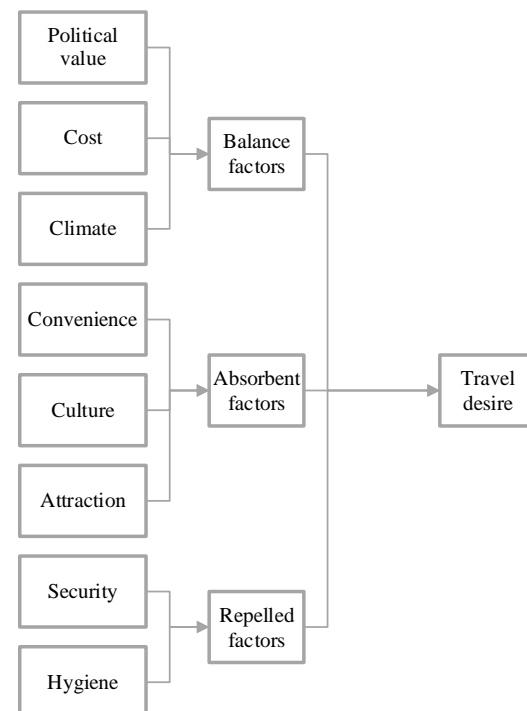 Political
value
Cost
Climate
Balance
factors
Convenience
Culture
Attraction
Absorbent
factors
Travel
desire
Security
Hygiene
Repelled
factors